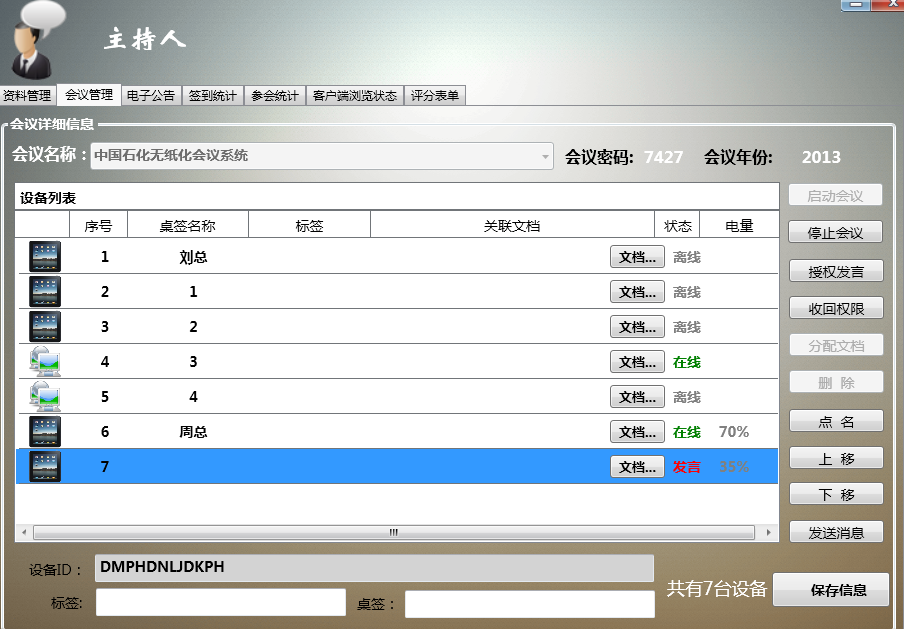 主持人
资料管理 会议管理 电子公告 签到统计 参会统计 客户端浏览状态 评分表单
会议详细信息
会议名称： 中国石化无纸化会议系统 会议密码: 7427 会议年份: 2013
设备列表
序号 桌签名称 标签 关联文档 状态 电量
1 刘总 文档... 离线
2 1 文档... 离线
3 2 文档... 离线
4 3 文档... 在线
5 4 文档... 离线
6 周总 文档... 在线 70%
7 文档... 发言 35%
启动会议
停止会议
授权发言
收回权限
分配文档
删 除
点 名
上 移
下 移
发送消息
设备ID： DMPHDNLJDKPH
标签: 桌签：
共有7台设备 保存信息